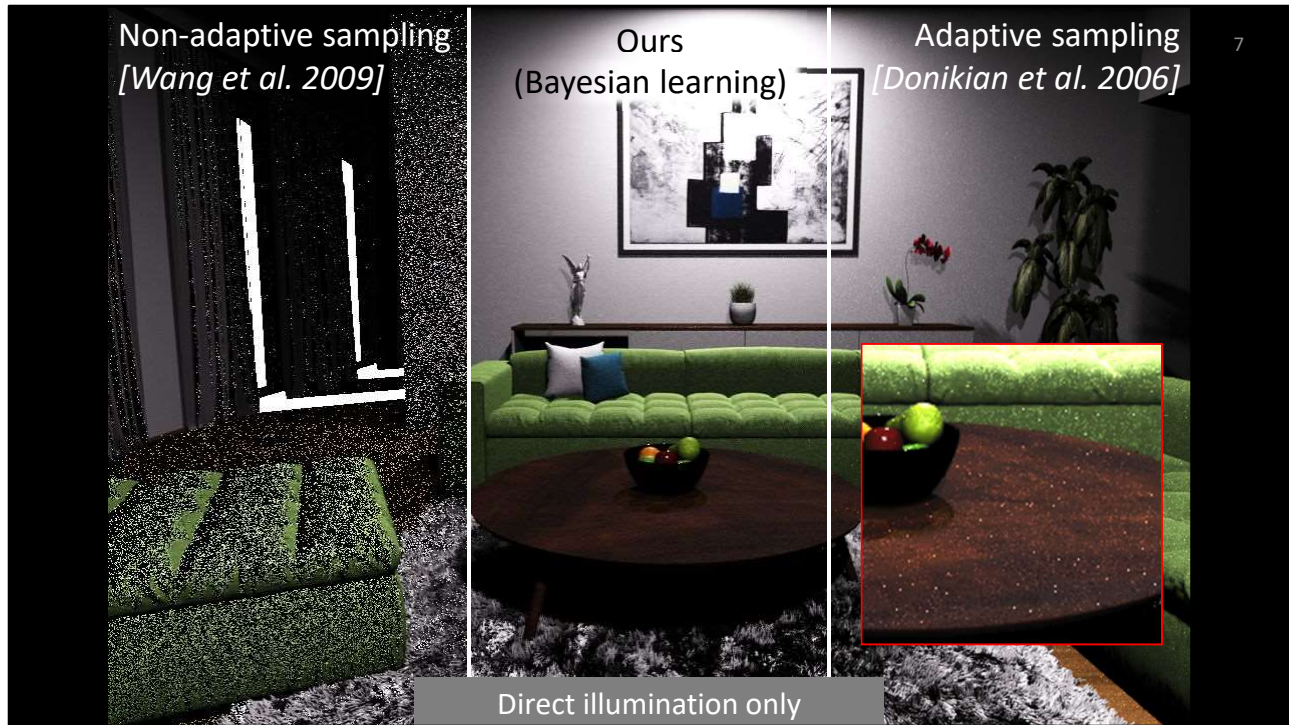 Non-adaptive sampling
[Wang et al. 2009]
Ours
(Bayesian learning)
Adaptive sampling
[Donikian et al. 2006]
7
Direct illumination only